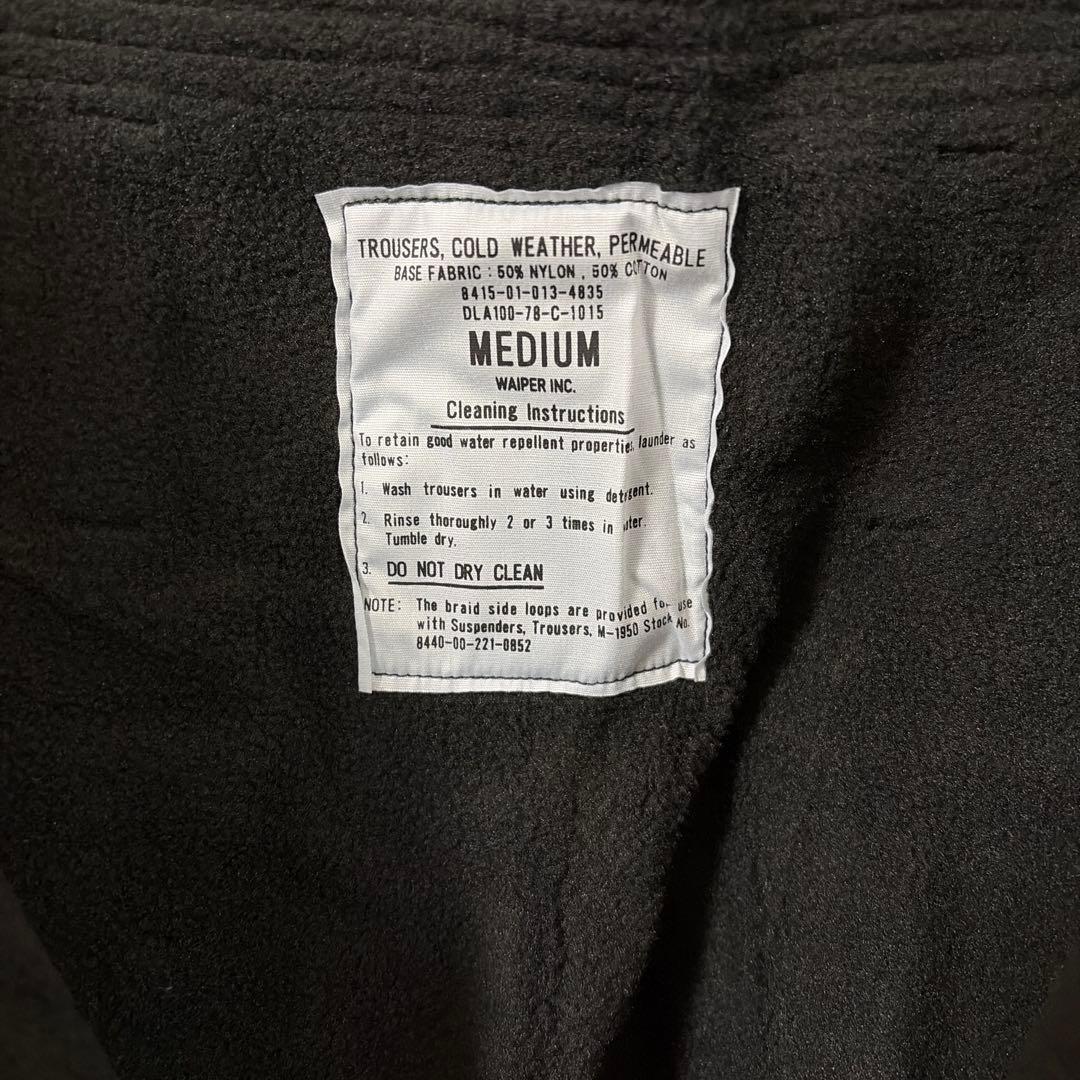 TROUSERS, COLD WEATHER, PERMEABLE
BASE FABRIC : 50% NYLON , 50% COTTON
8415-01-013-4835
DLA100-78-C-1015
MEDIUM
WAIPER INC.
Cleaning Instructions
To retain good water repellent properties, launder as
follows:
1. Wash trousers in water using detergent.
2. Rinse thoroughly 2 or 3 times in water.
Tumble dry.
3. DO NOT DRY CLEAN
NOTE: The braid side loops are provided for use
with Suspenders, Trousers, M-1950 Stock No.
8440-00-221-0852